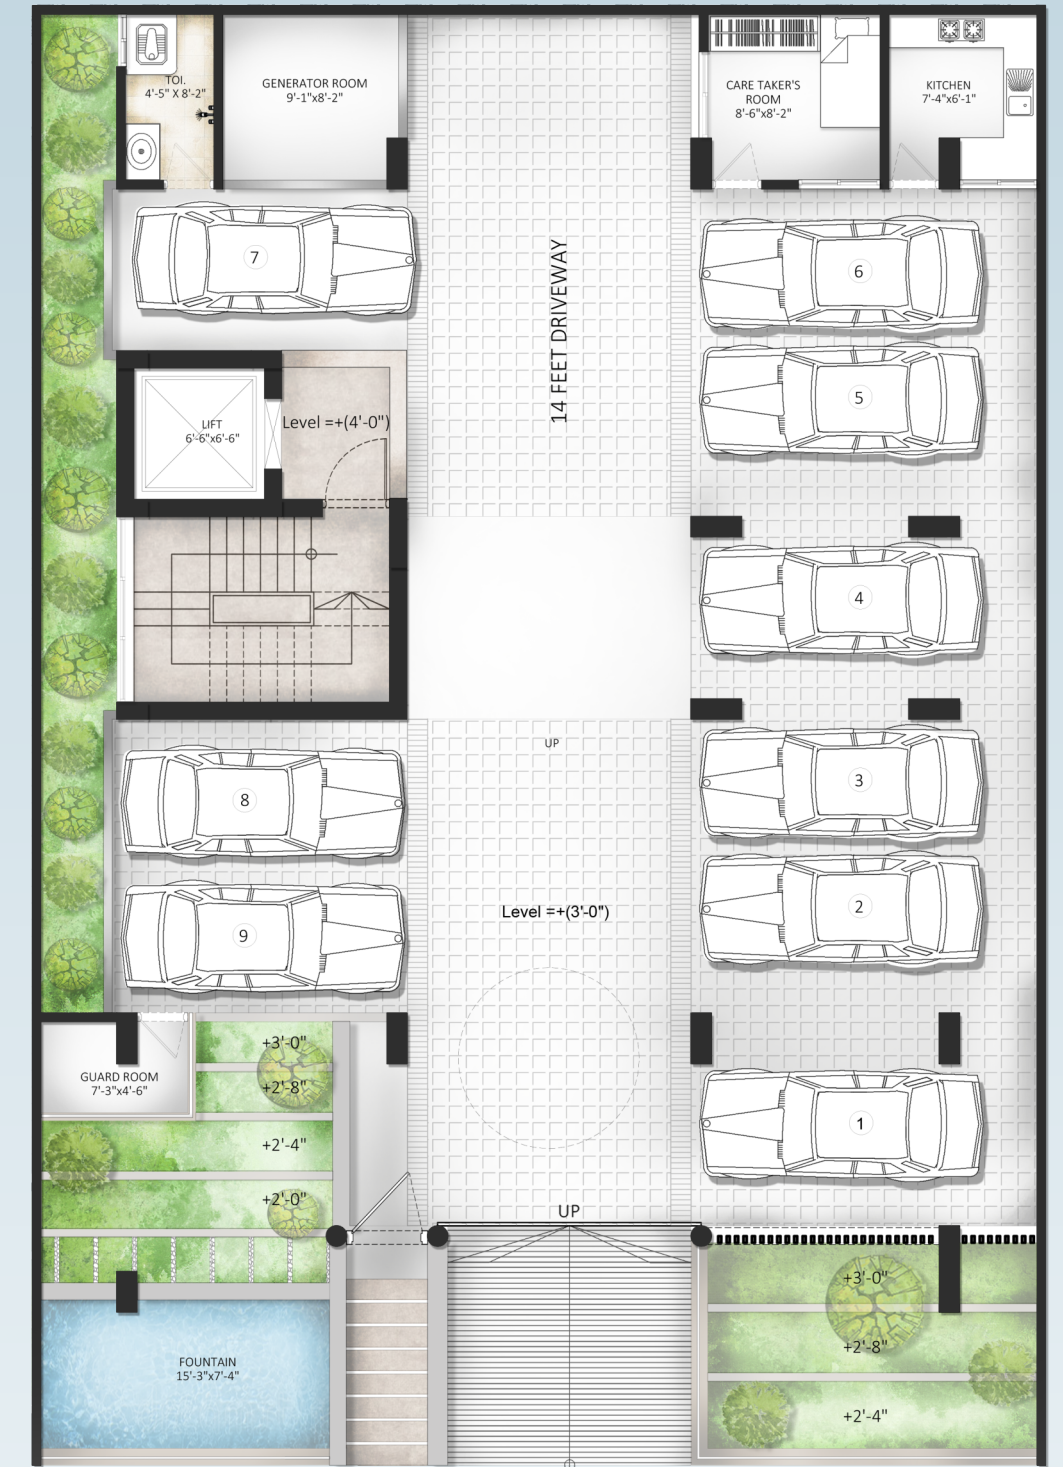 TOI.
4'-5" X 8'-2"
GENERATOR ROOM
9'-1"x8'-2"
CARE TAKER'S
ROOM
8'-6"x8'-2"
KITCHEN
7'-4"x6'-1"
7
14 FEET DRIVEWAY
6
5
LIFT
6'-6"x6'-6"
Level =+(4'-0")
4
UP
3
8
2
Level =+(3'-0")
9
GUARD ROOM
7'-3"x4'-6"
+3'-0"
+2'-8"
+2'-4"
+2'-0"
1
UP
FOUNTAIN
15'-3"x7'-4"
+3'-0"
+2'-8"
+2'-4"